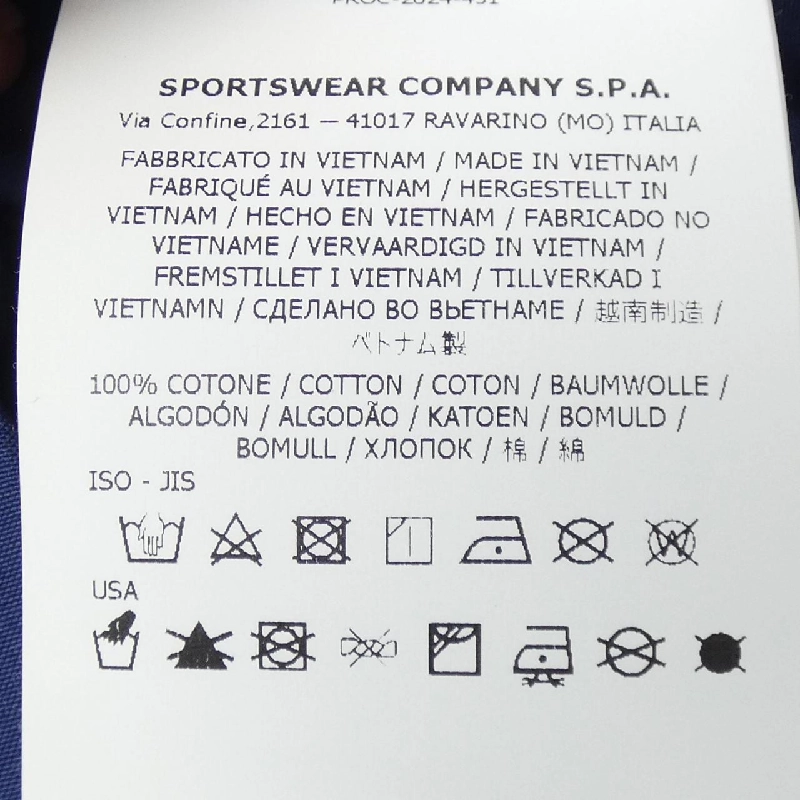 SPORTSWEAR COMPANY S.P.A.
Via Confine,2161 – 41017 RAVARINO (MO) ITALIA
FABBRICATO IN VIETNAM / MADE IN VIETNAM /
FABRIQUÉ AU VIETNAM / HERGESTELLT IN
VIETNAM / HECHO EN VIETNAM / FABRICADO NO
VIETNAME / VERVAARDIGD IN VIETNAM /
FREMSTILLET I VIETNAM / TILLVERKAD I
VIETNAMN / СДЕЛАНО ВО ВЬЕТНАМЕ / 越南制造 /
ベトナム製
100% COTONE / COTTON / COTON / BAUMWOLLE /
ALGODÓN / ALGODÃO / KATOEN / BOMULD /
BOMULL / ХЛОПОК / 棉 / 綿
ISO - JIS
W
USA